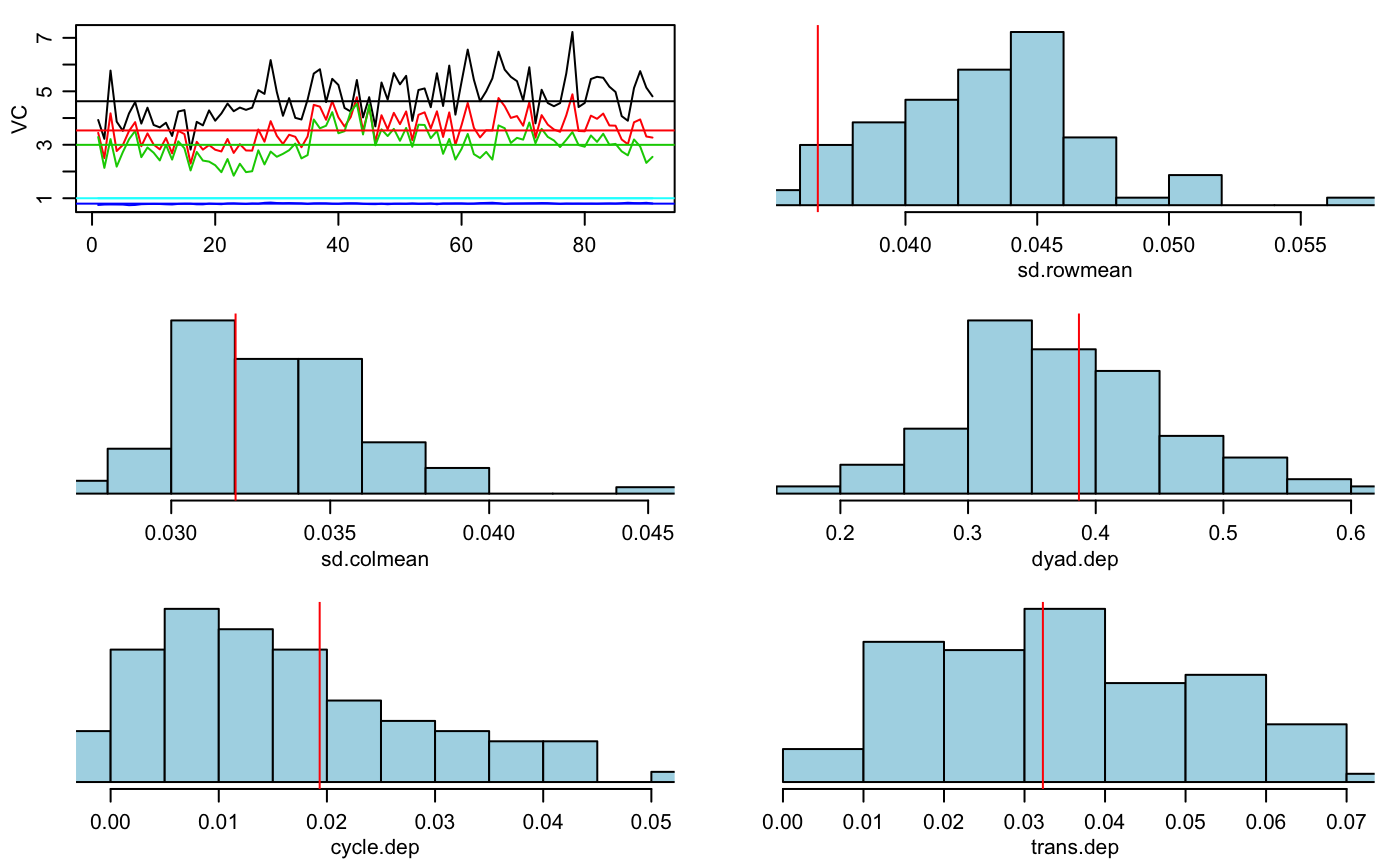 VC
7
5
3
1
0 20 40 60 80
0.040 0.045 0.050 0.055
sd.rowmean
0.030 0.035 0.040 0.045
sd.colmean
0.2 0.3 0.4 0.5 0.6
dyad.dep
0.00 0.01 0.02 0.03 0.04 0.05
cycle.dep
0.00 0.01 0.02 0.03 0.04 0.05 0.06 0.07
trans.dep